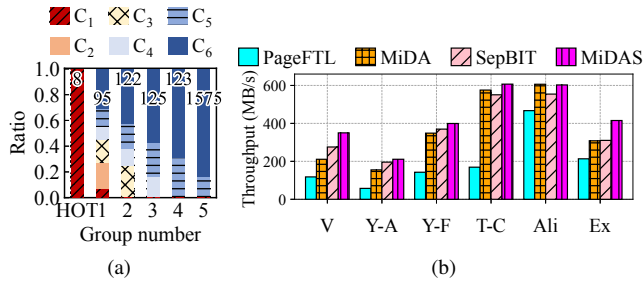 C1 C3 C5
C2 C4 C6
Ratio
1.0
0.8
0.6
0.4
0.2
0.0
8 95 122 125 123 1575
HOT 1 2 3 4 5
Group number
(a)
PageFTL MiDA SepBIT MiDAS
Throughput (MB/s)
600
400
200
0
V Y-A Y-F T-C Ali Ex
(b)